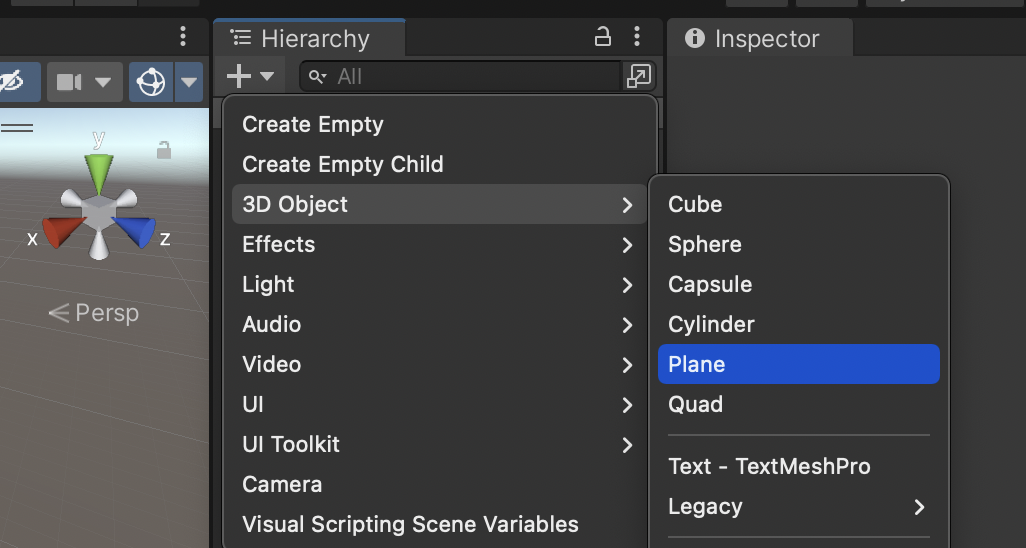 Hierarchy
Inspector
All
y
x
z
Persp
Create Empty
Create Empty Child
3D Object
Effects
Light
Audio
Video
UI
UI Toolkit
Camera
Visual Scripting Scene Variables
Cube
Sphere
Capsule
Cylinder
Plane
Quad
Text - TextMeshPro
Legacy